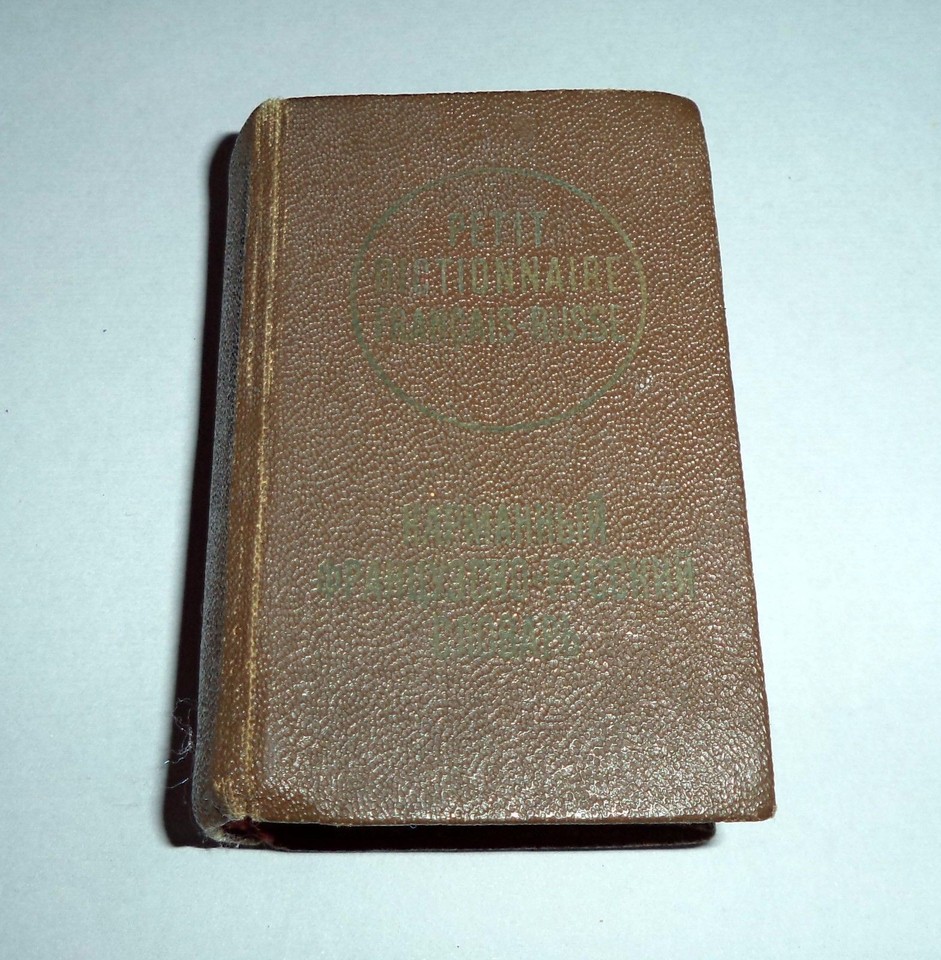 PETIT
DICTIONNAIRE
FRANÇAIS-RUSSE
КАРМАННЫЙ
ФРАНЦУЗСКО-РУССКИЙ
СЛОВАРЬ